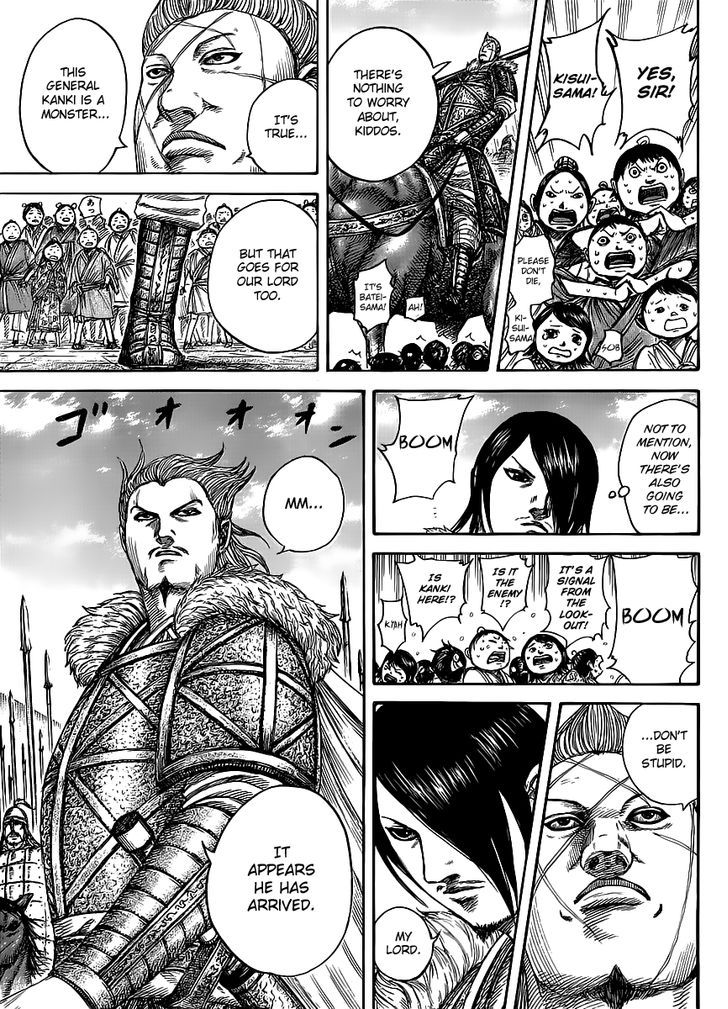 YES,
SIR!
KISUI-
SAMA!
PLEASE
DON'T
DIE,
KI-
SUI-
SAMA
SOB
THERE'S
NOTHING
TO WORRY
ABOUT,
KIDDOS.
AH!
IT'S
BATEI-
SAMA!
IT'S
TRUE...
THIS
GENERAL
KANKI IS A
MONSTER...
BUT THAT
GOES FOR
OUR LORD
TOO.
NOT TO
MENTION,
NOW
THERE'S
ALSO
GOING
TO BE...
BOOM
BOOM
IT'S A
SIGNAL
FROM THE
LOOK-
OUT!
IS IT
THE
ENEMY
!?
IS
KANKI
HERE!?
...DON'T
BE
STUPID.
MY
LORD.
ゴオオオン
MM...
IT
APPEARS
HE HAS
ARRIVED.